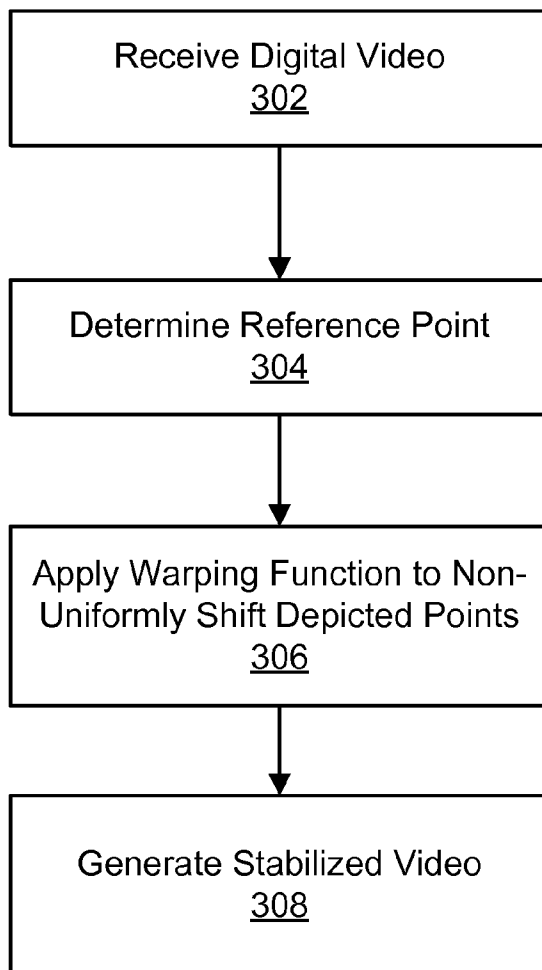 Receive Digital Video
302
Determine Reference Point
304
Apply Warping Function to Non-
Uniformly Shift Depicted Points
306
Generate Stabilized Video
308